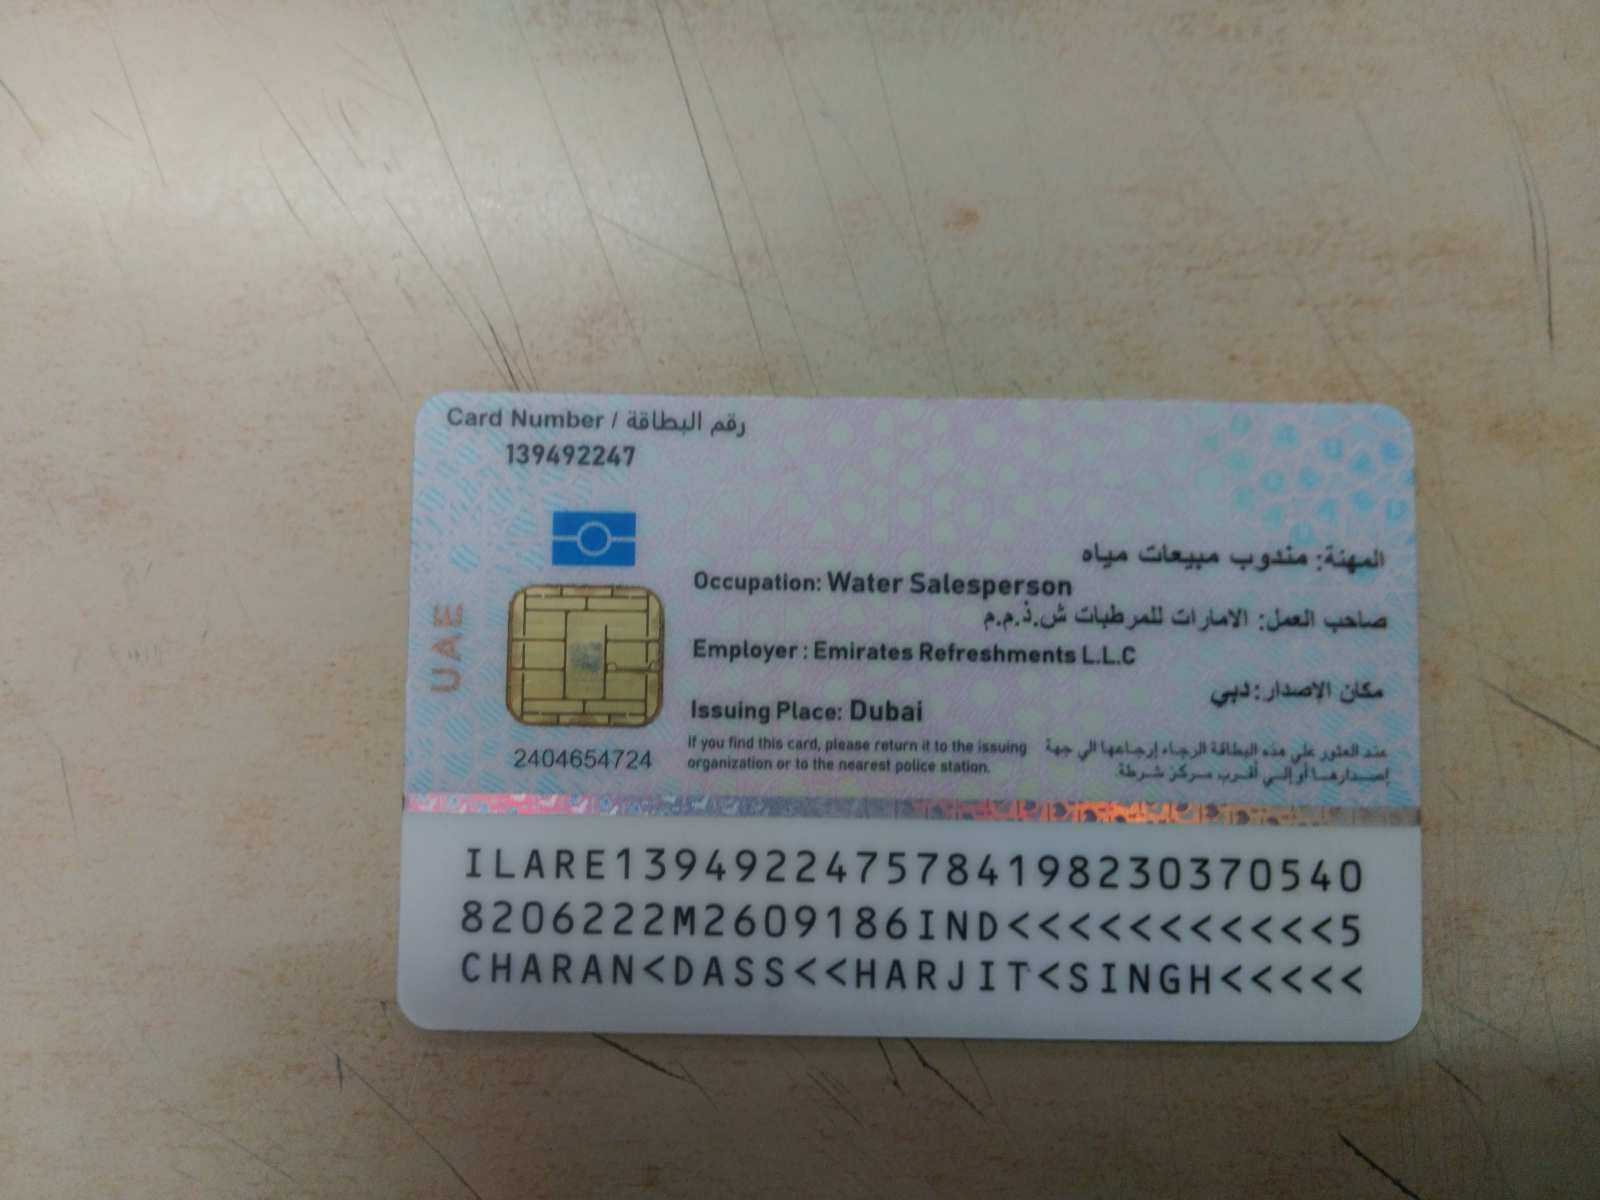 Card Number / رقم البطاقة
139492247
المهنة: مندوب مبيعات مياه
Occupation: Water Salesperson
صاحب العمل: الامارات للمرطبات ش.ذ.م.م
Employer : Emirates Refreshments L.L.C
مكان الإصدار: دبي
Issuing Place: Dubai
UAE
2404654724
If you find this card, please return it to the issuing
organization or to the nearest police station.
عند العثور على هذه البطاقة الرجاء إرجاعها الى جهة
إصدارها أو إلى أقرب مركز شرطة.
ILARE1394922475784198230370540
8206222M2609186IND<<<<<<<<<<<5
CHARAN<DASS<<HARJIT<SINGH<<<<<